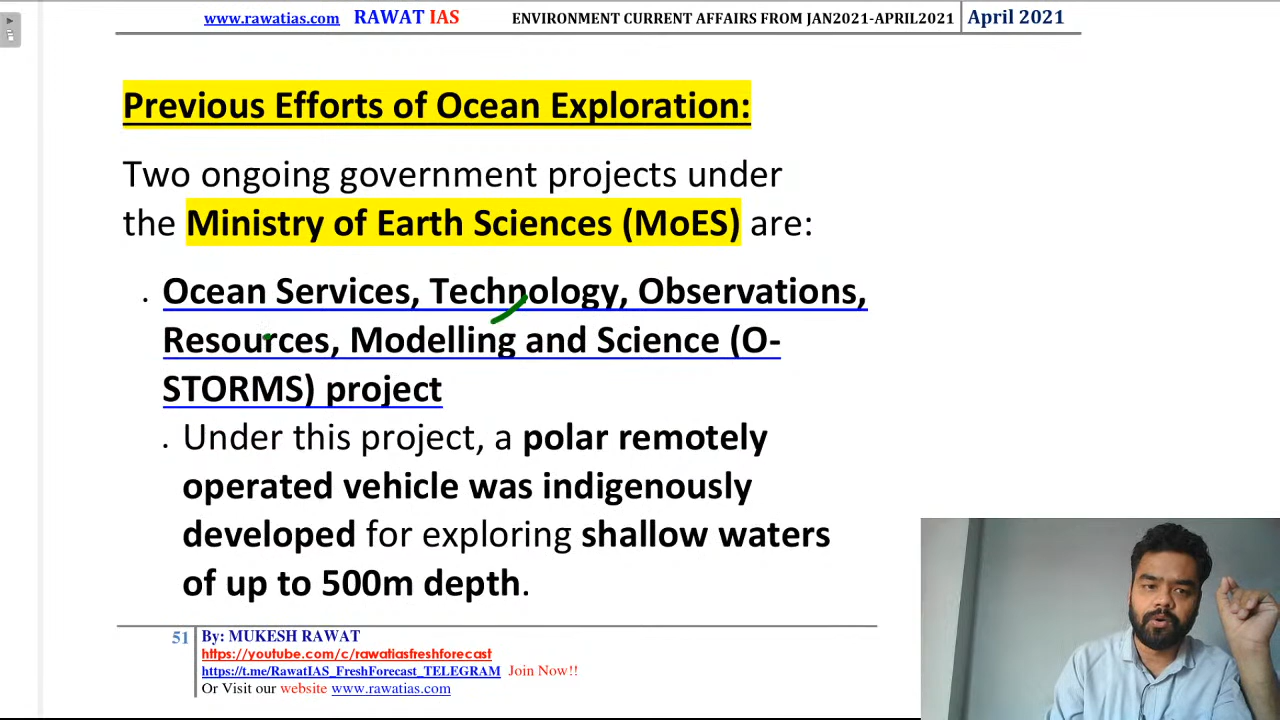 www.rawatias.com RAWAT IAS ENVIRONMENT CURRENT AFFAIRS FROM JAN2021-APRIL2021 April 2021
Previous Efforts of Ocean Exploration:
Two ongoing government projects under
the Ministry of Earth Sciences (MoES) are:
. Ocean Services, Technology, Observations,
Resources, Modelling and Science (O-
STORMS) project
. Under this project, a polar remotely
operated vehicle was indigenously
developed for exploring shallow waters
of up to 500m depth.
51 By: MUKESH RAWAT
https://youtube.com/c/rawatiasfreshforecast
https://t.me/RawatIAS_FreshForecast_TELEGRAM Join Now!!
Or Visit our website www.rawatias.com